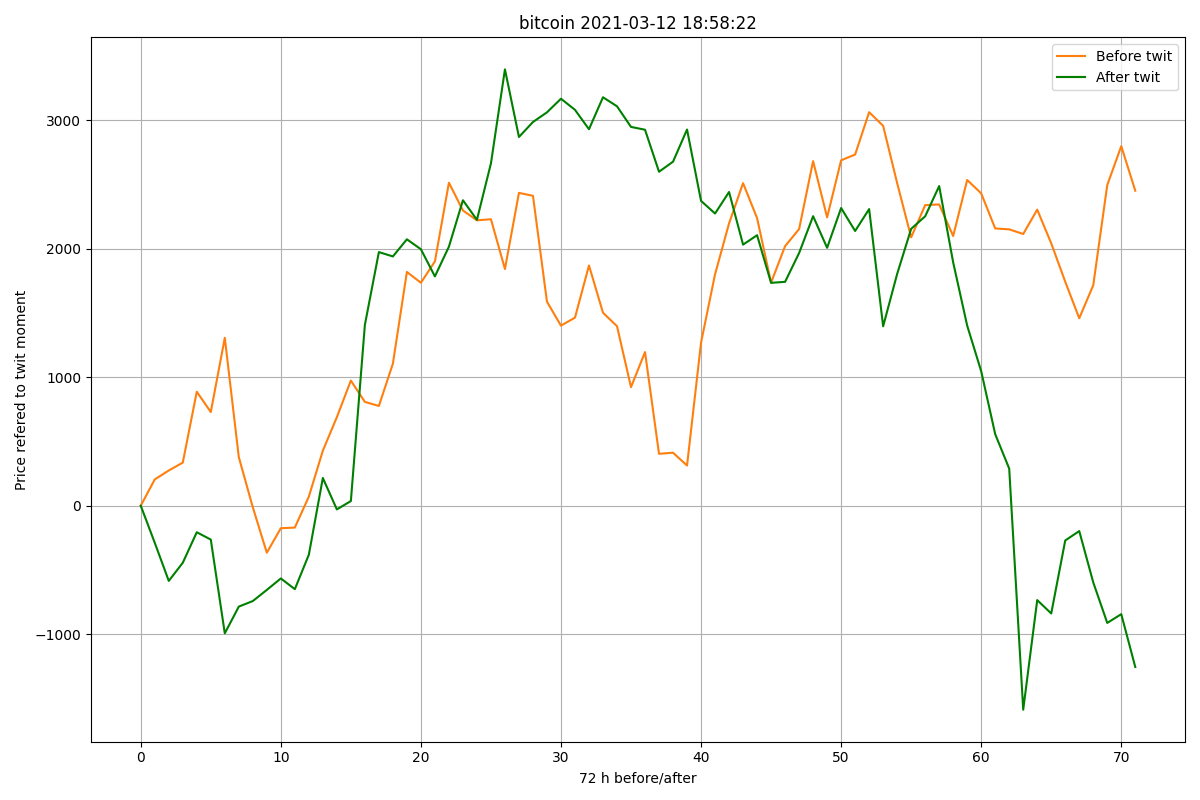 bitcoin 2021-03-12 18:58:22
Before twit
After twit
Price refered to twit moment
3000
2000
1000
0
−1000
0 10 20 30 40 50 60 70
72 h before/after